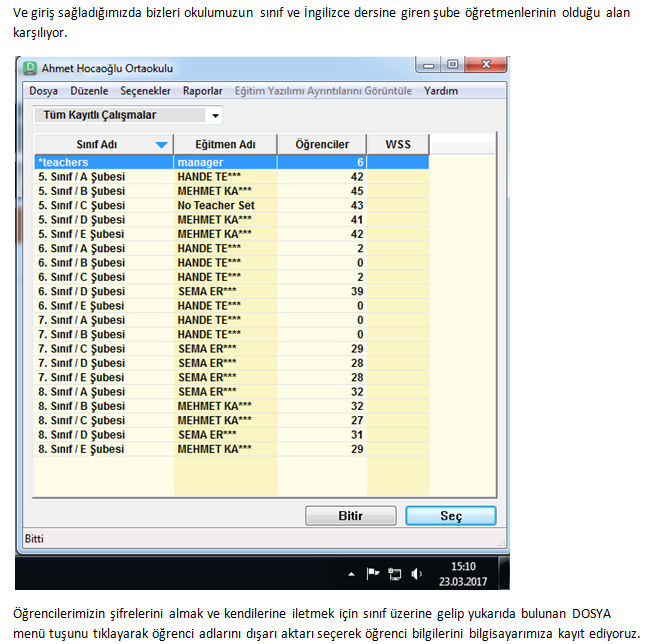 Ve giriş sağladığımızda bizleri okulumuzun sınıf ve İngilizce dersine giren şube öğretmenlerinin olduğu alan
karşılıyor.
Ahmet Hocaoğlu Ortaokulu
Dosya Düzenle Seçenekler Raporlar Eğitim Yazılımı Ayrıntılarını Görüntüle Yardım
Tüm Kayıtlı Çalışmalar
Sınıf Adı Eğitmen Adı Öğrenciler WSS
*teachers manager 6
5. Sınıf / A Şubesi HANDE TE*** 42
5. Sınıf / B Şubesi MEHMET KA*** 45
5. Sınıf / C Şubesi No Teacher Set 43
5. Sınıf / D Şubesi MEHMET KA*** 41
5. Sınıf / E Şubesi MEHMET KA*** 42
6. Sınıf / A Şubesi HANDE TE*** 2
6. Sınıf / B Şubesi HANDE TE*** 0
6. Sınıf / C Şubesi HANDE TE*** 2
6. Sınıf / D Şubesi SEMA ER*** 39
6. Sınıf / E Şubesi HANDE TE*** 0
7. Sınıf / A Şubesi HANDE TE*** 0
7. Sınıf / B Şubesi HANDE TE*** 0
7. Sınıf / C Şubesi SEMA ER*** 29
7. Sınıf / D Şubesi SEMA ER*** 28
7. Sınıf / E Şubesi SEMA ER*** 28
8. Sınıf / A Şubesi SEMA ER*** 32
8. Sınıf / B Şubesi MEHMET KA*** 32
8. Sınıf / C Şubesi MEHMET KA*** 27
8. Sınıf / D Şubesi SEMA ER*** 31
8. Sınıf / E Şubesi MEHMET KA*** 29
Bitir Seç
Bitti
15:10
23.03.2017
Öğrencilerimizin şifrelerini almak ve kendilerine iletmek için sınıf üzerine gelip yukarıda bulunan DOSYA
menü tuşunu tıklayarak öğrenci adlarını dışarı aktarı seçerek öğrenci bilgilerini bilgisayarımıza kayıt ediyoruz.